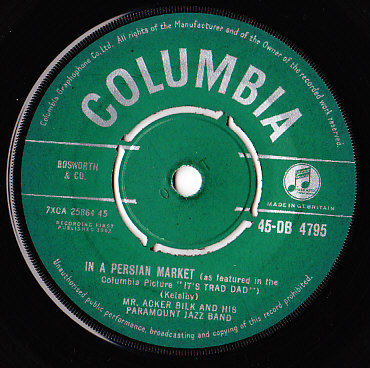 Columbia Graphophone Co.Ltd. All rights of the Manufacturer and of the Owner of the recorded work reserved.
COLUMBIA
BOSWORTH
& CO.
7XCA 25864 45
RECORDING FIRST
PUBLISHED 1962
MADE IN GT BRITAIN
45-DB 4795
IN A PERSIAN MARKET (as featured in the
Columbia Picture "IT'S TRAD DAD")
(Ketelby)
MR. ACKER BILK AND HIS
PARAMOUNT JAZZ BAND
Unauthorised public performance, broadcasting and copying of this record prohibited.